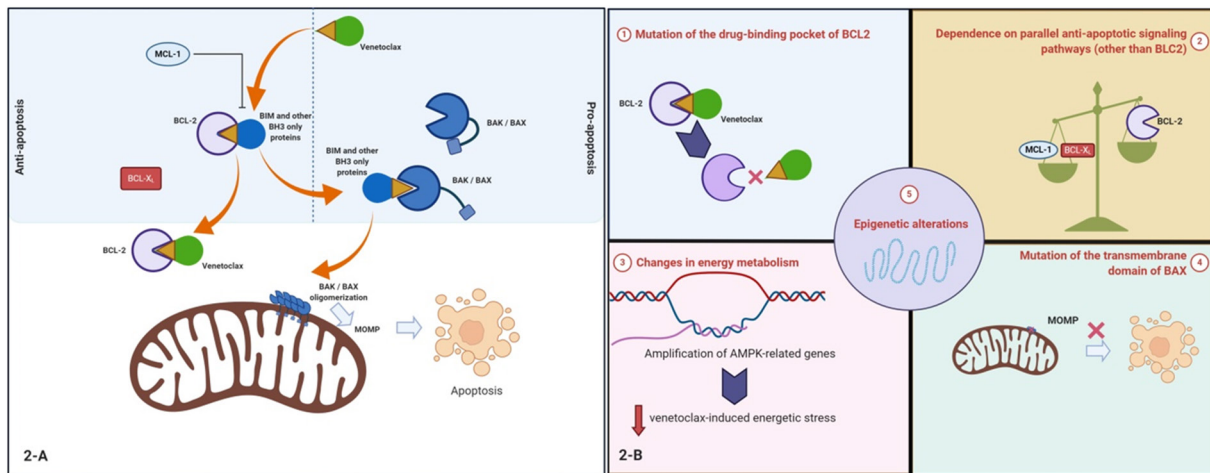 Venetoclax
MCL-1
Anti-apoptosis
Pro-apoptosis
BCL-2
BIM and other
BH3 only
proteins
BAK / BAX
BIM and other
BH3 only
proteins
BAK / BAX
BCL-XL
BCL-2
Venetoclax
BAK / BAX
oligomerization
MOMP
Apoptosis
2-A
1 Mutation of the drug-binding pocket of BCL2
BCL-2
Venetoclax
Dependence on parallel anti-apoptotic signaling
pathways (other than BLC2)
2
MCL-1
BCL-XL
BCL-2
5
Epigenetic alterations
3 Changes in energy metabolism
Amplification of AMPK-related genes
venetoclax-induced energetic stress
2-B
Mutation of the transmembrane
domain of BAX
4
MOMP